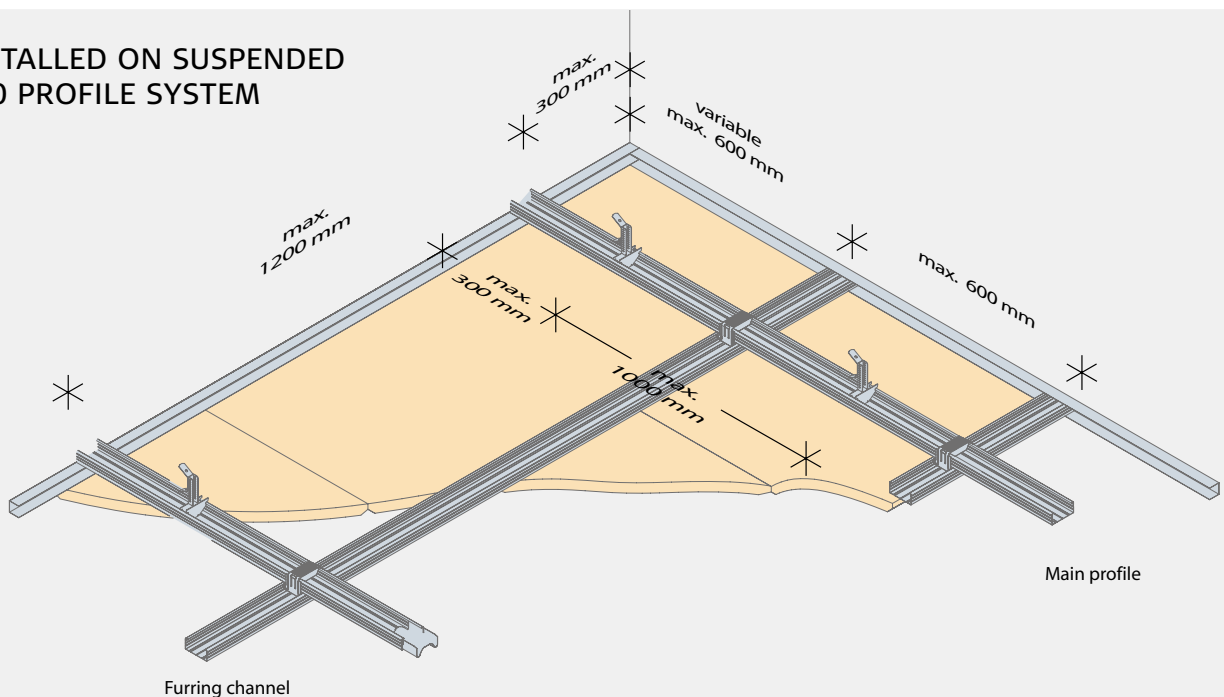 TALLED ON SUSPENDED
0 PROFILE SYSTEM
max.
300 mm
variable
max. 600 mm
max.
1200 mm
max. 600 mm
max.
300 mm
max.
1000 mm
Main profile
Furring channel